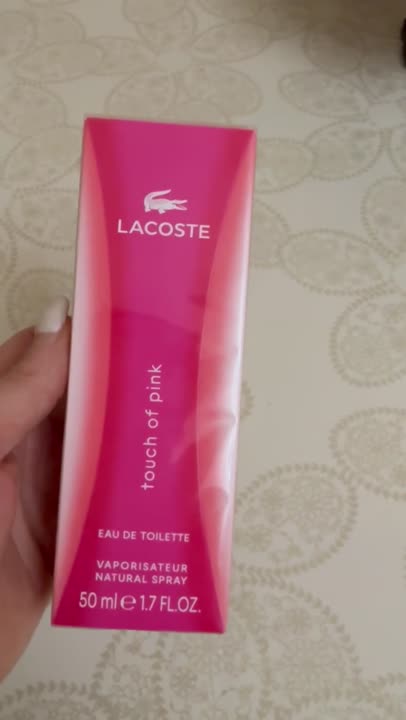 LACOSTE
touch of pink
EAU DE TOILETTE
VAPORISATEUR
NATURAL SPRAY
50 ml ℮ 1.7 FL.OZ.